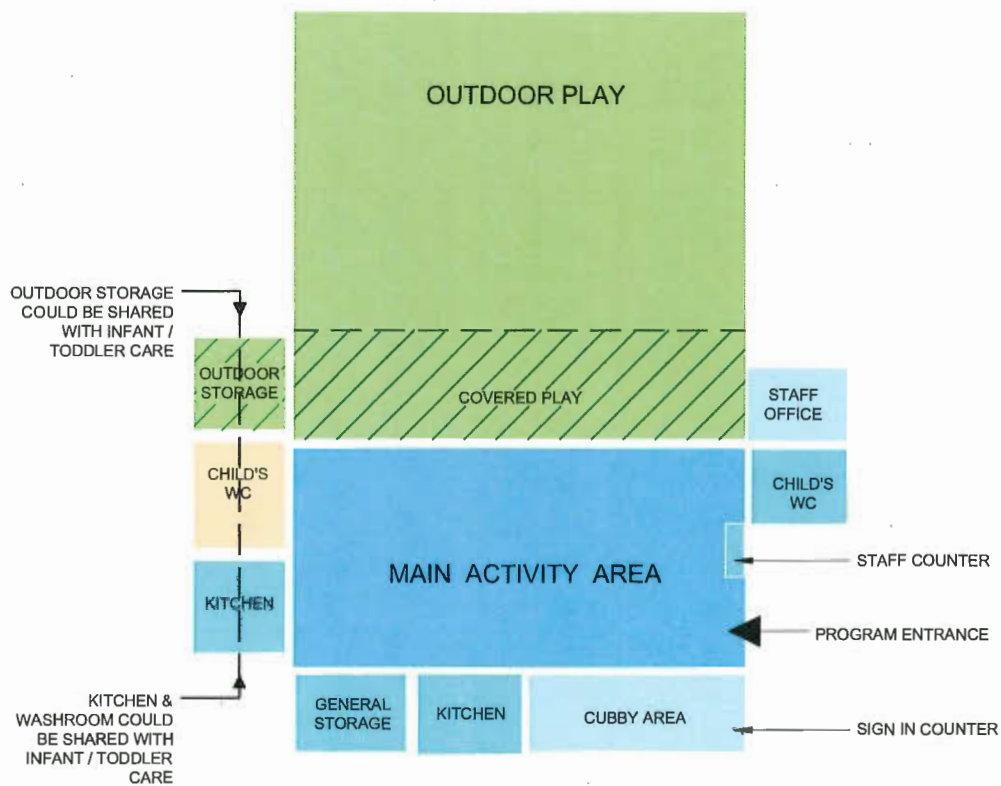 OUTDOOR PLAY
OUTDOOR STORAGE
COULD BE SHARED
WITH INFANT /
TODDLER CARE
OUTDOOR
STORAGE
COVERED PLAY
STAFF
OFFICE
CHILD'S
WC
CHILD'S
WC
STAFF COUNTER
MAIN ACTIVITY AREA
KITCHEN
PROGRAM ENTRANCE
KITCHEN &
WASHROOM COULD
BE SHARED WITH
INFANT / TODDLER
CARE
GENERAL
STORAGE
KITCHEN
CUBBY AREA
SIGN IN COUNTER